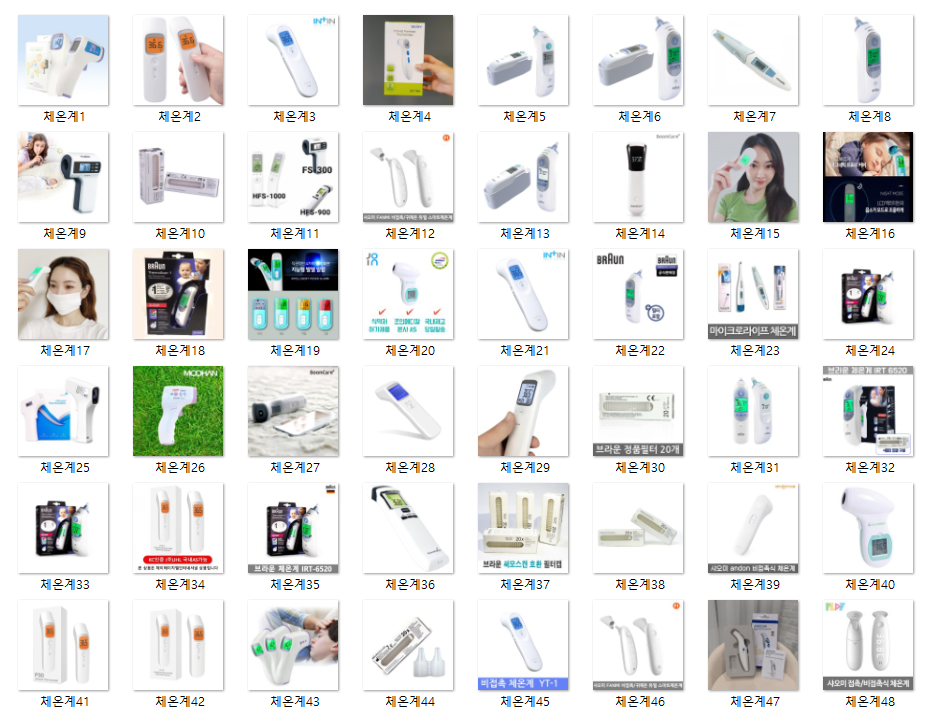 체온계1
체온계2
IN+IN
체온계3
체온계4
체온계5
체온계6
체온계7
체온계8
체온계9
체온계10
FS-300
HFS-1000
HFS-900
체온계11
체온계12
체온계13
체온계14
체온계15
체온계16
체온계17
BRAUN
체온계18
체온계19
체온계20
IN+IN
체온계21
BRAUN
BRAUN
체온계22
마이크로라이프 체온계
체온계23
체온계24
체온계25
MOOHAN
체온계26
체온계27
체온계28
체온계29
브라운 정품필터 20개
체온계30
체온계31
브라운 체온계 IRT 6520
체온계32
체온계33
체온계34
브라운 체온계 IRT-6520
체온계35
체온계36
브라운 써모스캔 호환 필터캡
체온계37
체온계38
샤오미 andon 비접촉식 체온계
체온계39
체온계40
체온계41
체온계42
체온계43
체온계44
비접촉 체온계 YT-1
체온계45
체온계46
체온계47
샤오미 접촉/비접촉식 체온계
체온계48